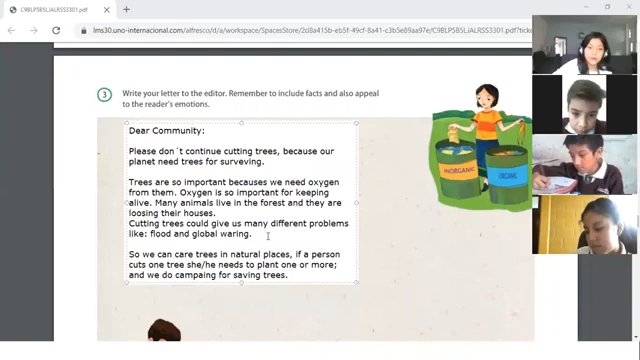 C9BLP5B5LJALRSS3301.pdf
lms30.uno-internacional.com/alfresco/d/a/workspace/SpacesStore/2d8a415b-eb5f-49cf-8a41-c3b5e89aa97e/C9BLP5B5LJALRSS3301.pdf?ticke
3 Write your letter to the editor. Remember to include facts and also appeal
to the reader's emotions.
Dear Community:
Please don´t continue cutting trees, because our
planet need trees for surveving.
Trees are so important becauses we need oxygen
from them. Oxygen is so important for keeping
alive. Many animals live in the forest and they are
loosing their houses.
Cutting trees could give us many different problems
like: flood and global waring.
So we can care trees in natural places, if a person
cuts one tree she/he needs to plant one or more;
and we do campaing for saving trees.
INORGANIC
ORGANIC